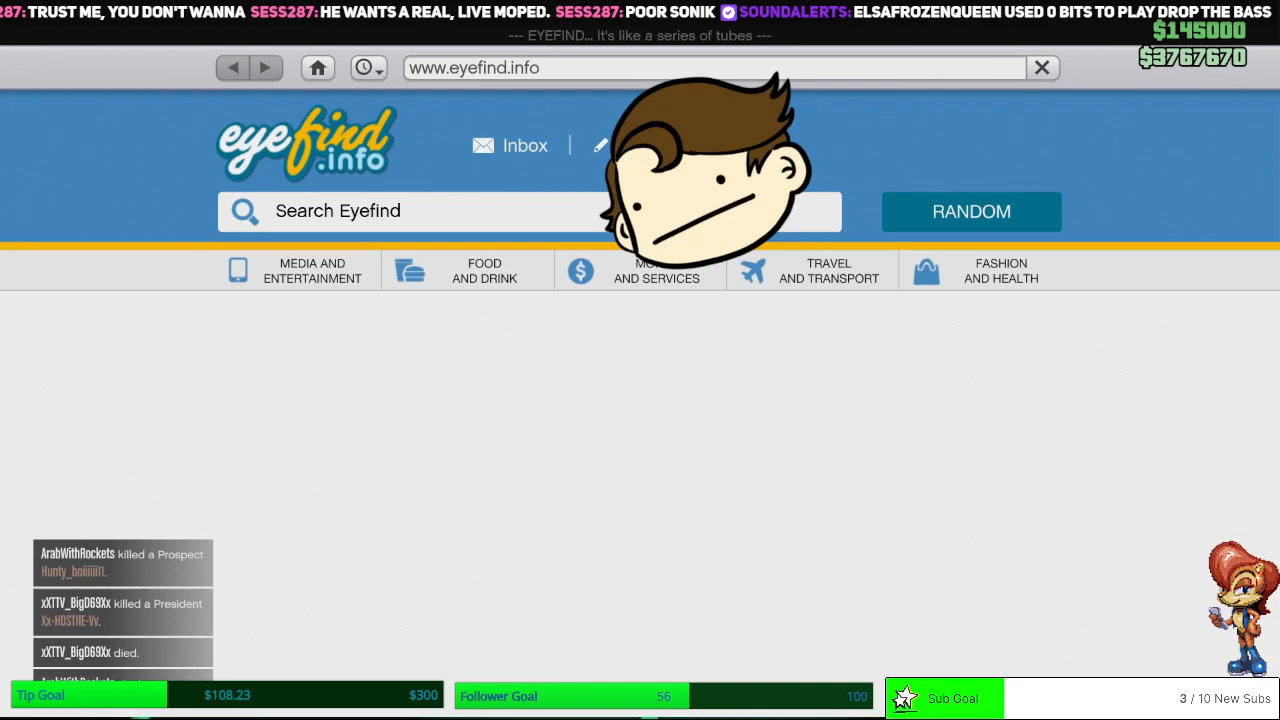 287: TRUST ME, YOU DON'T WANNA SESS287: HE WANTS A REAL, LIVE MOPED. SESS287: POOR SONIK SOUNDALERTS: ELSAFROZENQUEEN USED 0 BITS TO PLAY DROP THE BASS
--- EYEFIND... It's like a series of tubes ---
$145000
$3767670
www.eyefind.info
eyefind.info
Inbox
Search Eyefind
RANDOM
MEDIA AND ENTERTAINMENT
FOOD AND DRINK
AND SERVICES
TRAVEL AND TRANSPORT
FASHION AND HEALTH
ArabWithRockets killed a Prospect
Hunty_boiiiiii11.
xXTTV_BigD69Xx killed a President
Xx-HOSTIlE-Vv.
xXTTV_BigD69Xx died.
Tip Goal $108.23 $300
Follower Goal 56 100
Sub Goal 3 / 10 New Subs